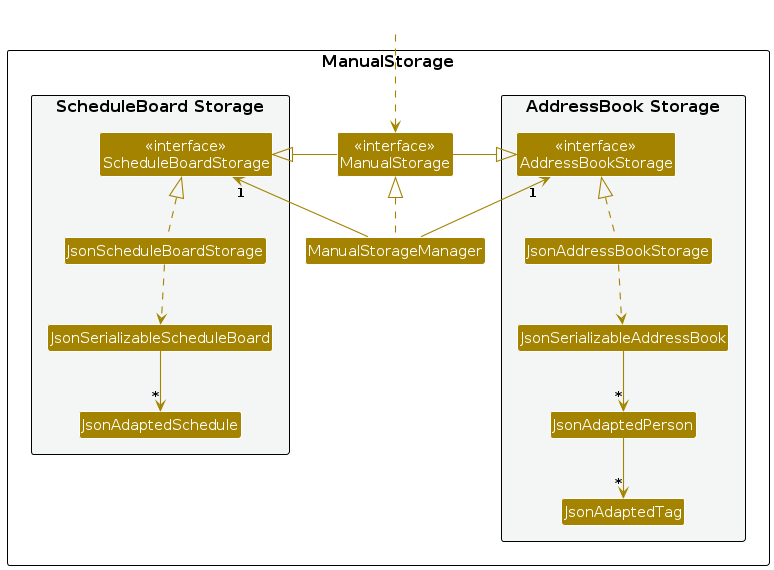 ManualStorage
ScheduleBoard Storage
AddressBook Storage
«interface»
ScheduleBoardStorage
«interface»
ManualStorage
«interface»
AddressBookStorage
1
1
JsonScheduleBoardStorage
ManualStorageManager
JsonAddressBookStorage
JsonSerializableScheduleBoard
JsonSerializableAddressBook
*
*
JsonAdaptedSchedule
JsonAdaptedPerson
*
JsonAdaptedTag